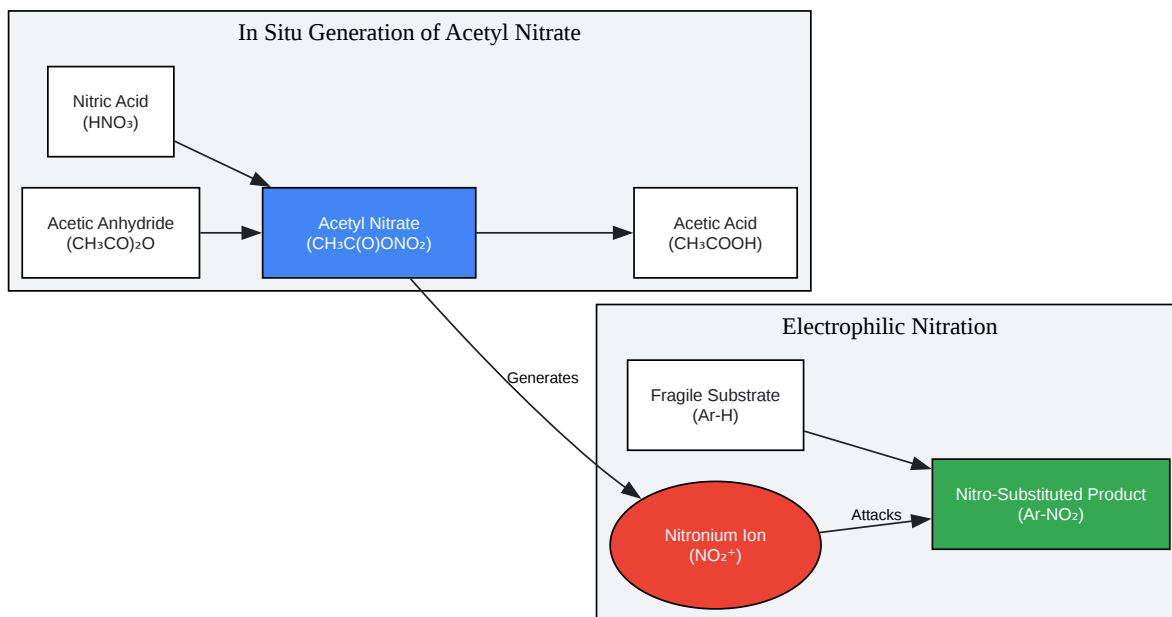 In Situ Generation of Acetyl Nitrate
Nitric Acid
(HNO₃)
Acetic Anhydride
(CH₃CO)₂O
Acetyl Nitrate
(CH₃C(O)ONO₂)
Acetic Acid
(CH₃COOH)
Generates
Electrophilic Nitration
Fragile Substrate
(Ar-H)
Nitronium Ion
(NO₂⁺)
Attacks
Nitro-Substituted Product
(Ar-NO₂)